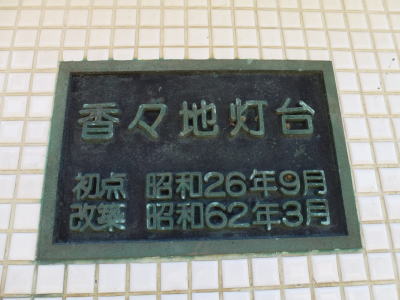 香々地灯台
初点 昭和26年9月
改築 昭和62年3月